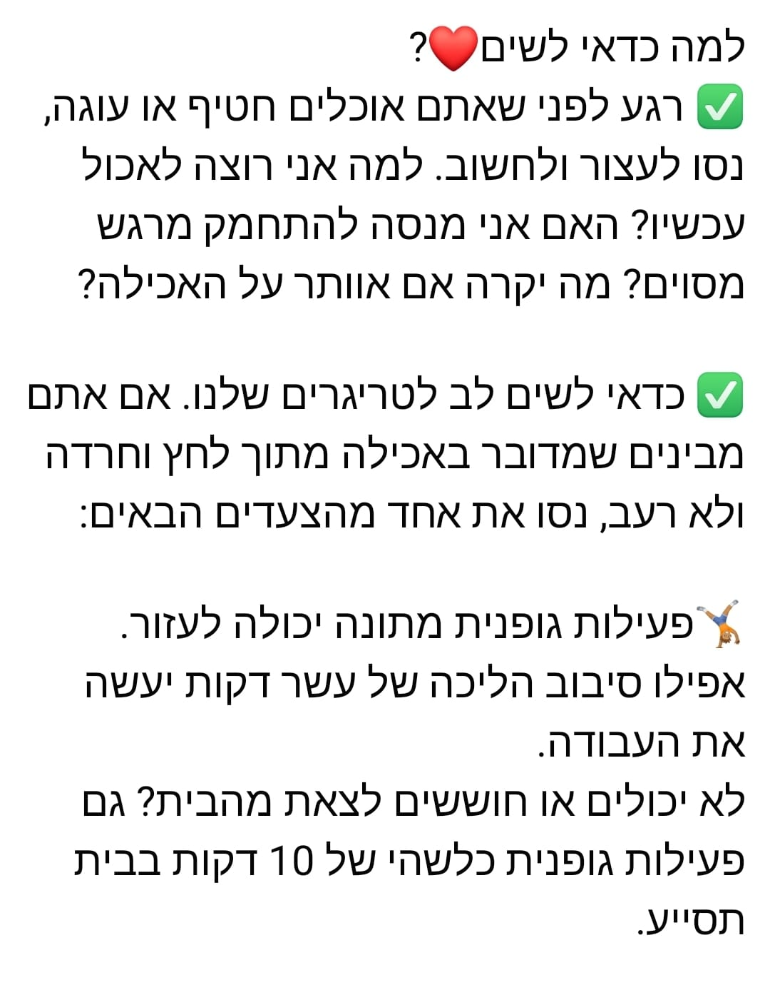 למה כדאי לשים❤️?
✅ רגע לפני שאתם אוכלים חטיף או עוגה,
נסו לעצור ולחשוב. למה אני רוצה לאכול
עכשיו? האם אני מנסה להתחמק מרגש
מסוים? מה יקרה אם אוותר על האכילה?
✅ כדאי לשים לב לטריגרים שלנו. אם אתם
מבינים שמדובר באכילה מתוך לחץ וחרדה
ולא רעב, נסו את אחד מהצעדים הבאים:
🤸🏽פעילות גופנית מתונה יכולה לעזור.
אפילו סיבוב הליכה של עשר דקות יעשה
את העבודה.
לא יכולים או חוששים לצאת מהבית? גם
פעילות גופנית כלשהי של 10 דקות בבית
תסייע.